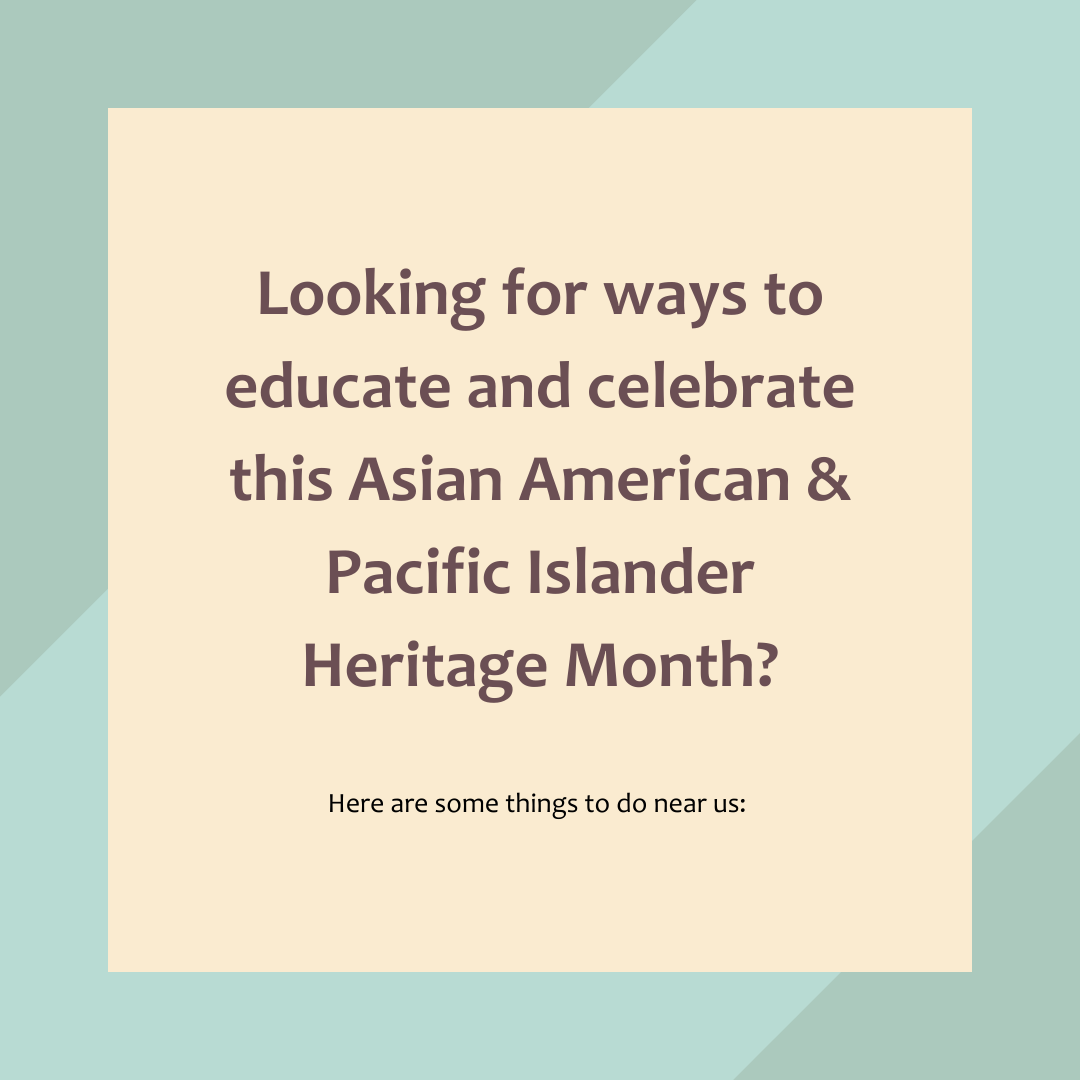 Looking for ways to
educate and celebrate
this Asian American &
Pacific Islander
Heritage Month?
Here are some things to do near us: